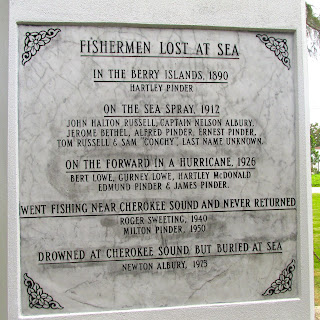 FISHERMEN LOST AT SEA
IN THE BERRY ISLANDS, 1890
HARTLEY PINDER
ON THE SEA SPRAY, 1912
JOHN HALTON RUSSELL, CAPTAIN NELSON ALBURY,
JEROME BETHEL, ALFRED PINDER, ERNEST PINDER,
TOM RUSSELL & SAM "CONCHY", LAST NAME UNKNOWN.
ON THE FORWARD IN A HURRICANE, 1926
BERT LOWE, GURNEY LOWE, HARTLEY McDONALD
EDMUND PINDER & JAMES PINDER.
WENT FISHING NEAR CHEROKEE SOUND AND NEVER RETURNED
ROGER SWEETING, 1940
MILTON PINDER, 1950
DROWNED AT CHEROKEE SOUND BUT BURIED AT SEA
NEWTON ALBURY, 1975